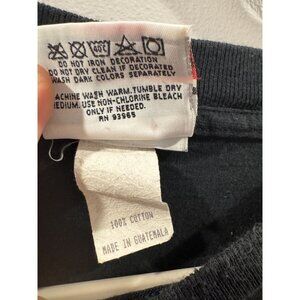 DO NOT IRON DECORATION
DO NOT DRY CLEAN IF DECORATED
WASH DARK COLORS SEPARATELY
MACHINE WASH WARM. TUMBLE DRY
MEDIUM. USE NON-CHLORINE BLEACH
ONLY IF NEEDED.
RN 93965
100% COTTON
MADE IN GUATEMALA